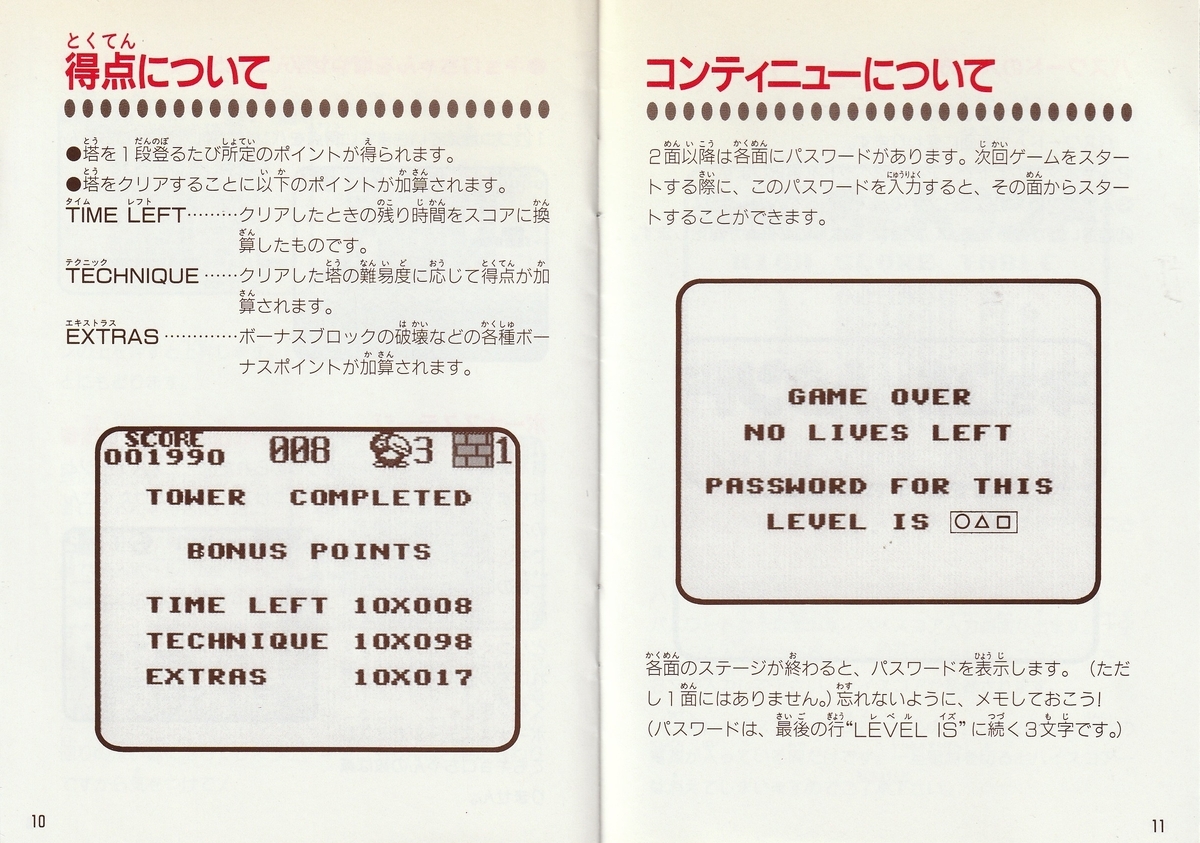 とくてん
得点について
●塔を1段登るたび所定のポイントが得られます。
●塔をクリアすることに以下のポイントが加算されます。
TIME LEFT………クリアしたときの残り時間をスコアに換
算したものです。
TECHNIQUE……クリアした塔の難易度に応じて得点が加
算されます。
EXTRAS…………ボーナスブロックの破壊などの各種ボー
ナスポイントが加算されます。
SCORE
001990 008 3 1
TOWER COMPLETED
BONUS POINTS
TIME LEFT 10X008
TECHNIQUE 10X098
EXTRAS 10X017
10
コンティニューについて
2面以降は各面にパスワードがあります。次回ゲームをスター
トする際に、このパスワードを入力すると、その面からスター
トすることができます。
GAME OVER
NO LIVES LEFT
PASSWORD FOR THIS
LEVEL IS ○△□
各面のステージが終わると、パスワードを表示します。(ただ
し1面にはありません。)忘れないように、メモしておこう!
(パスワードは、最後の行“LEVEL IS”に続く3文字です。)
11